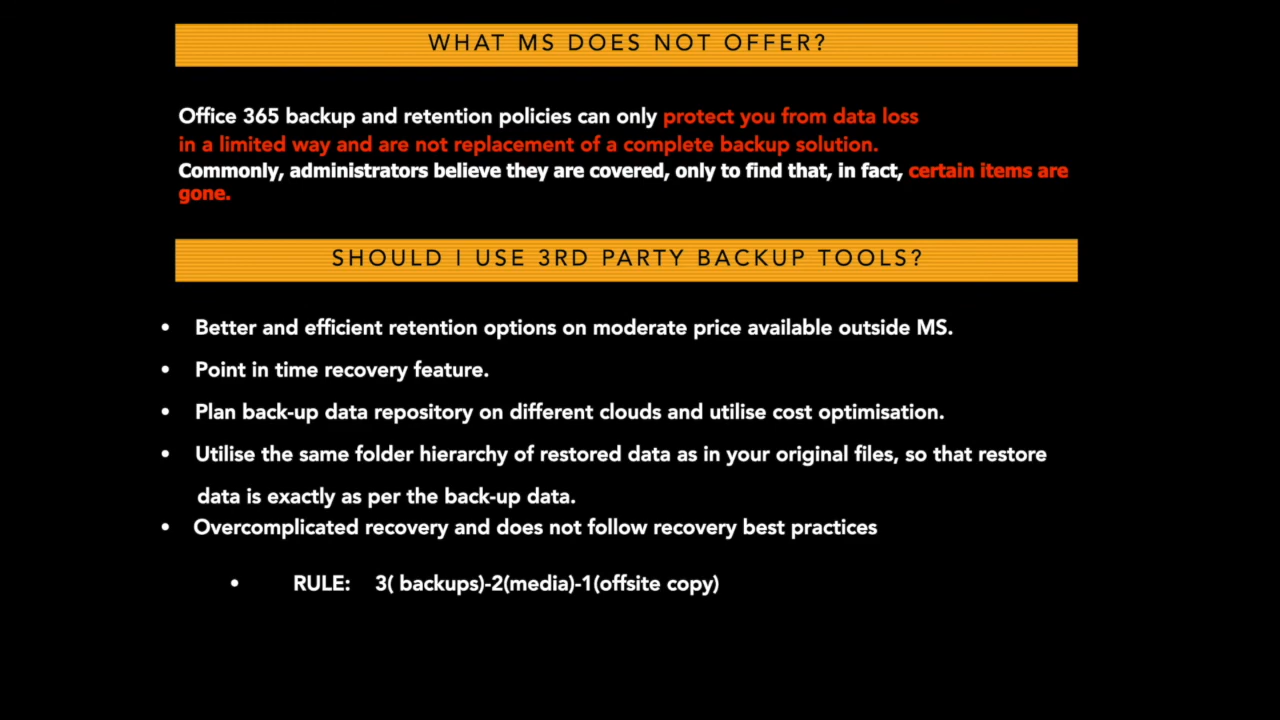 WHAT MS DOES NOT OFFER?
Office 365 backup and retention policies can only protect you from data loss
in a limited way and are not replacement of a complete backup solution.
Commonly, administrators believe they are covered, only to find that, in fact, certain items are
gone.
SHOULD I USE 3RD PARTY BACKUP TOOLS?
• Better and efficient retention options on moderate price available outside MS.
• Point in time recovery feature.
• Plan back-up data repository on different clouds and utilise cost optimisation.
• Utilise the same folder hierarchy of restored data as in your original files, so that restore
data is exactly as per the back-up data.
• Overcomplicated recovery and does not follow recovery best practices
• RULE: 3( backups)-2(media)-1(offsite copy)